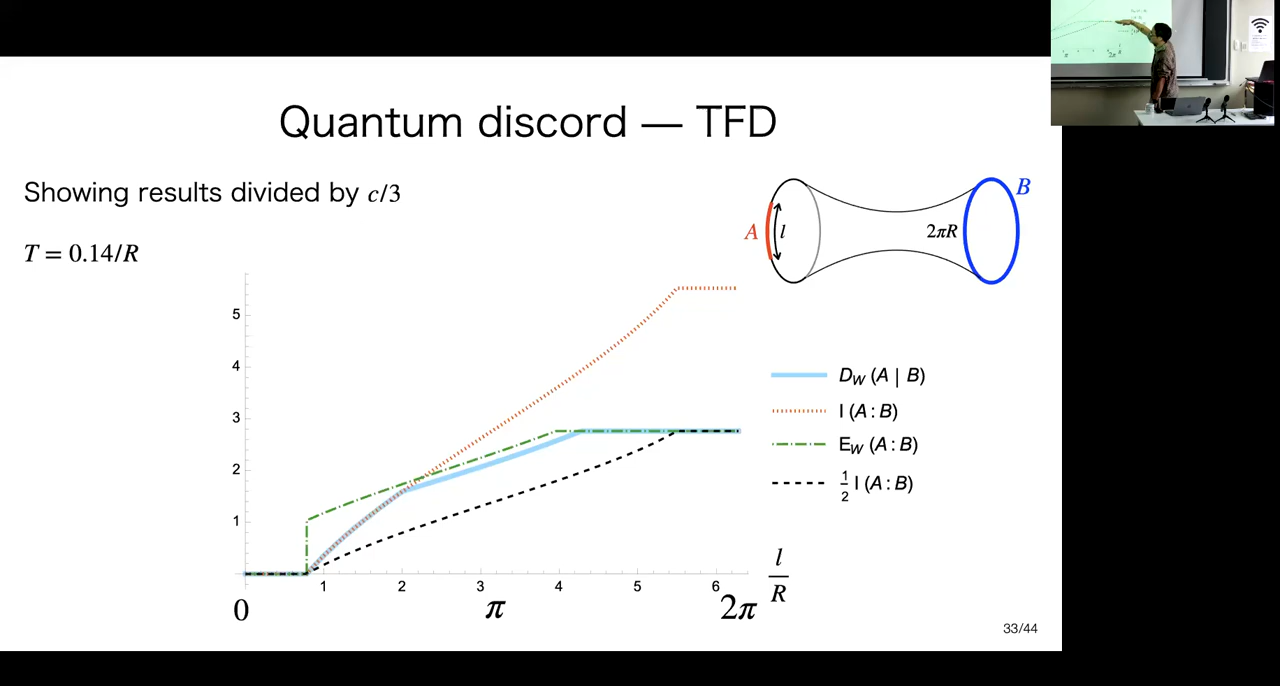 Quantum discord — TFD
Showing results divided by c/3
T = 0.14/R
A
l
2πR
B
5
4
3
2
1
1 2 3 4 5 6
0 π 2π
l/R
D_W (A | B)
I (A : B)
E_W (A : B)
1/2 I (A : B)
33/44